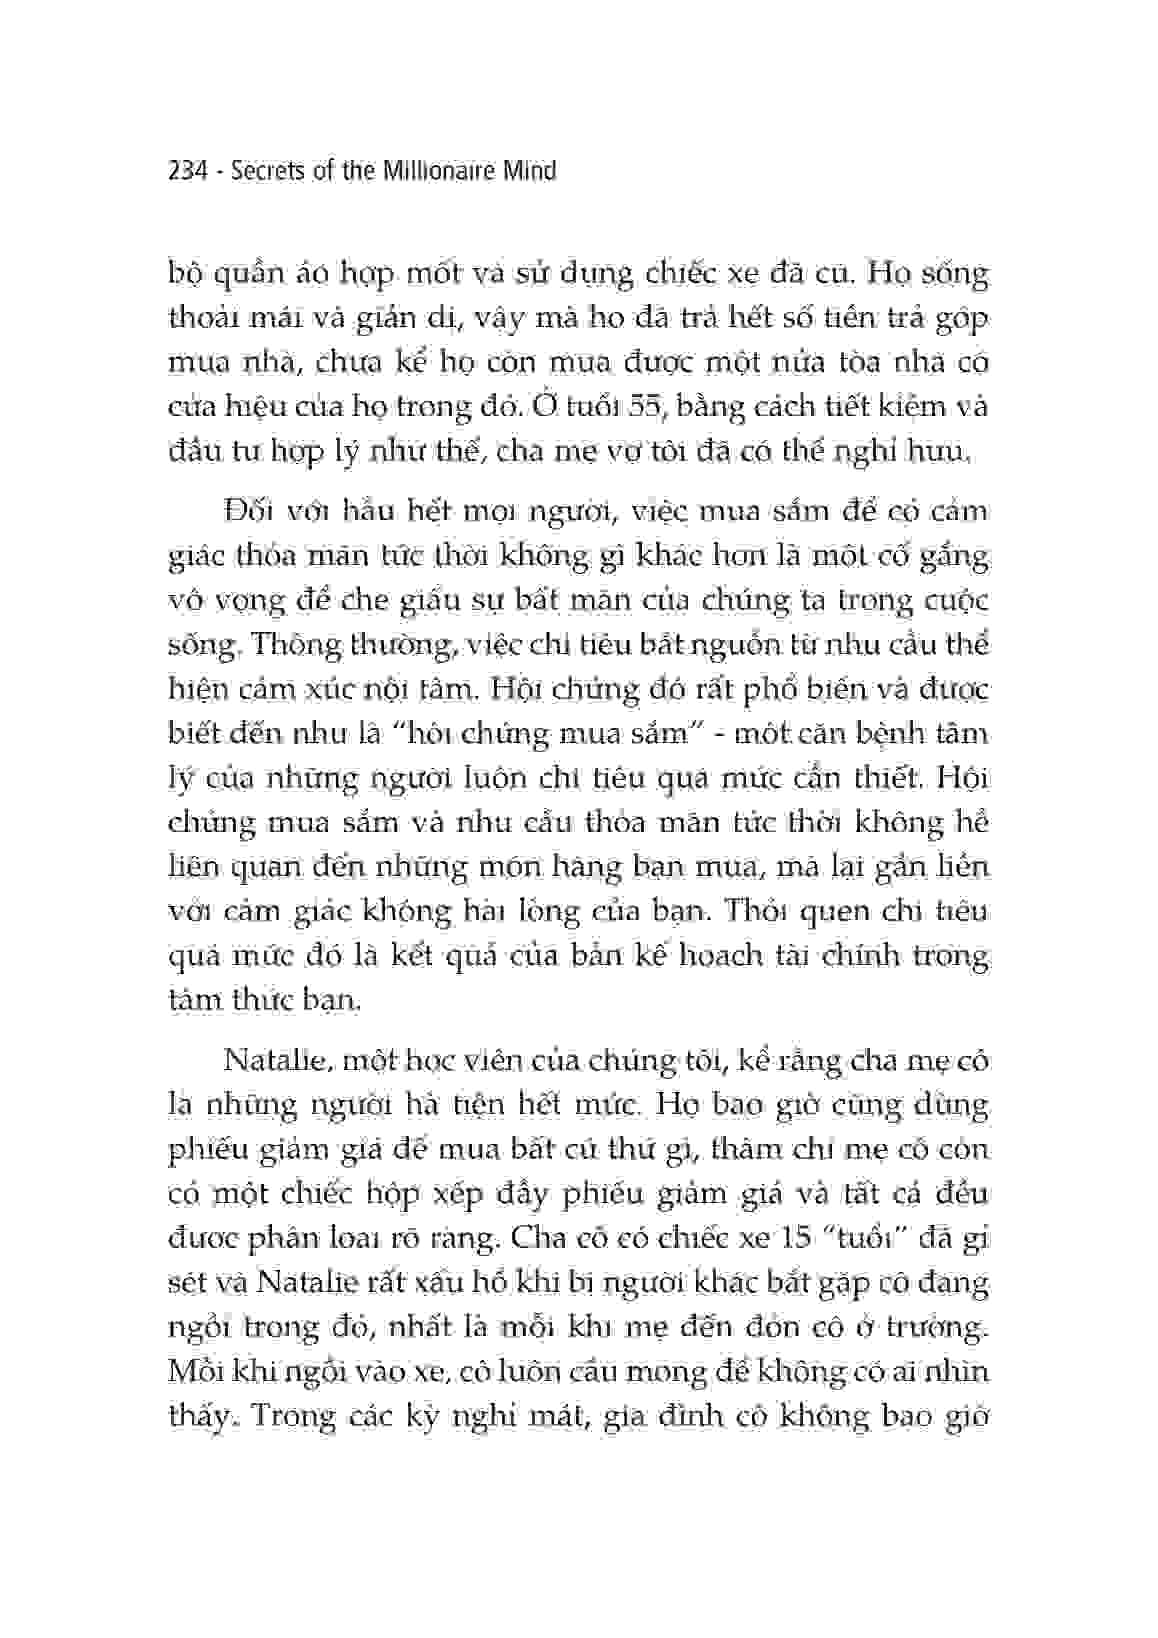 234 - Secrets of the Millionaire Mind
bộ quần áo hợp mốt và sử dụng chiếc xe đã cũ. Họ sống
thoải mái và giản dị, vậy mà họ đã trả hết số tiền trả góp
mua nhà, chưa kể họ còn mua được một nửa tòa nhà có
cửa hiệu của họ trong đó. Ở tuổi 55, bằng cách tiết kiệm và
đầu tư hợp lý như thế, cha mẹ vợ tôi đã có thể nghỉ hưu.
Đối với hầu hết mọi người, việc mua sắm để có cảm
giác thỏa mãn tức thời không gì khác hơn là một cố gắng
vô vọng để che giấu sự bất mãn của chúng ta trong cuộc
sống. Thông thường, việc chi tiêu bắt nguồn từ nhu cầu thể
hiện cảm xúc nội tâm. Hội chứng đó rất phổ biến và được
biết đến như là “hội chứng mua sắm” - một căn bệnh tâm
lý của những người luôn chi tiêu quá mức cần thiết. Hội
chứng mua sắm và nhu cầu thỏa mãn tức thời không hề
liên quan đến những món hàng bạn mua, mà lại gắn liền
với cảm giác không hài lòng của bạn. Thói quen chi tiêu
quá mức đó là kết quả của bản kế hoạch tài chính trong
tâm thức bạn.
Natalie, một học viên của chúng tôi, kể rằng cha mẹ cô
là những người hà tiện hết mức. Họ bao giờ cũng dùng
phiếu giảm giá để mua bất cứ thứ gì, thậm chí mẹ cô còn
có một chiếc hộp xếp đầy phiếu giảm giá và tất cả đều
được phân loại rõ ràng. Cha cô có chiếc xe 15 “tuổi” đã gỉ
sét và Natalie rất xấu hổ khi bị người khác bắt gặp cô đang
ngồi trong đó, nhất là mỗi khi mẹ đến đón cô ở trường.
Mỗi khi ngồi vào xe, cô luôn cầu mong để không có ai nhìn
thấy. Trong các kỳ nghỉ mát, gia đình cô không bao giờ